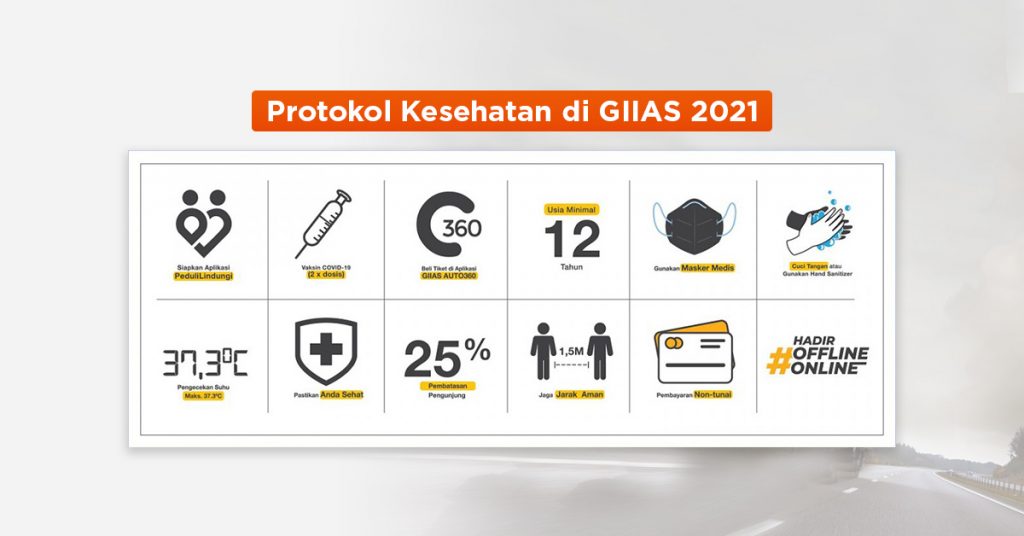 Protokol Kesehatan di GIIAS 2021
Siapkan Aplikasi
PeduliLindungi
Vaksin COVID-19
(2 x dosis)
360
Beli Tiket di Aplikasi
GIIAS AUTO360
Usia Minimal
12
Tahun
Gunakan Masker Medis
Cuci Tangan atau
Gunakan Hand Sanitizer
37,3ºC
Pengecekan Suhu
Maks. 37.3ºC
Pastikan Anda Sehat
25%
Pembatasan
Pengunjung
1,5M
Jaga Jarak Aman
Pembayaran Non-tunai
HADIR
#OFFLINE
ONLINE